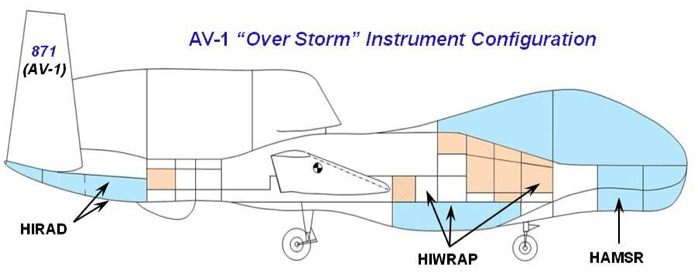 AV-1 “Over Storm” Instrument Configuration
871
(AV-1)
HIRAD
HIWRAP
HAMSR